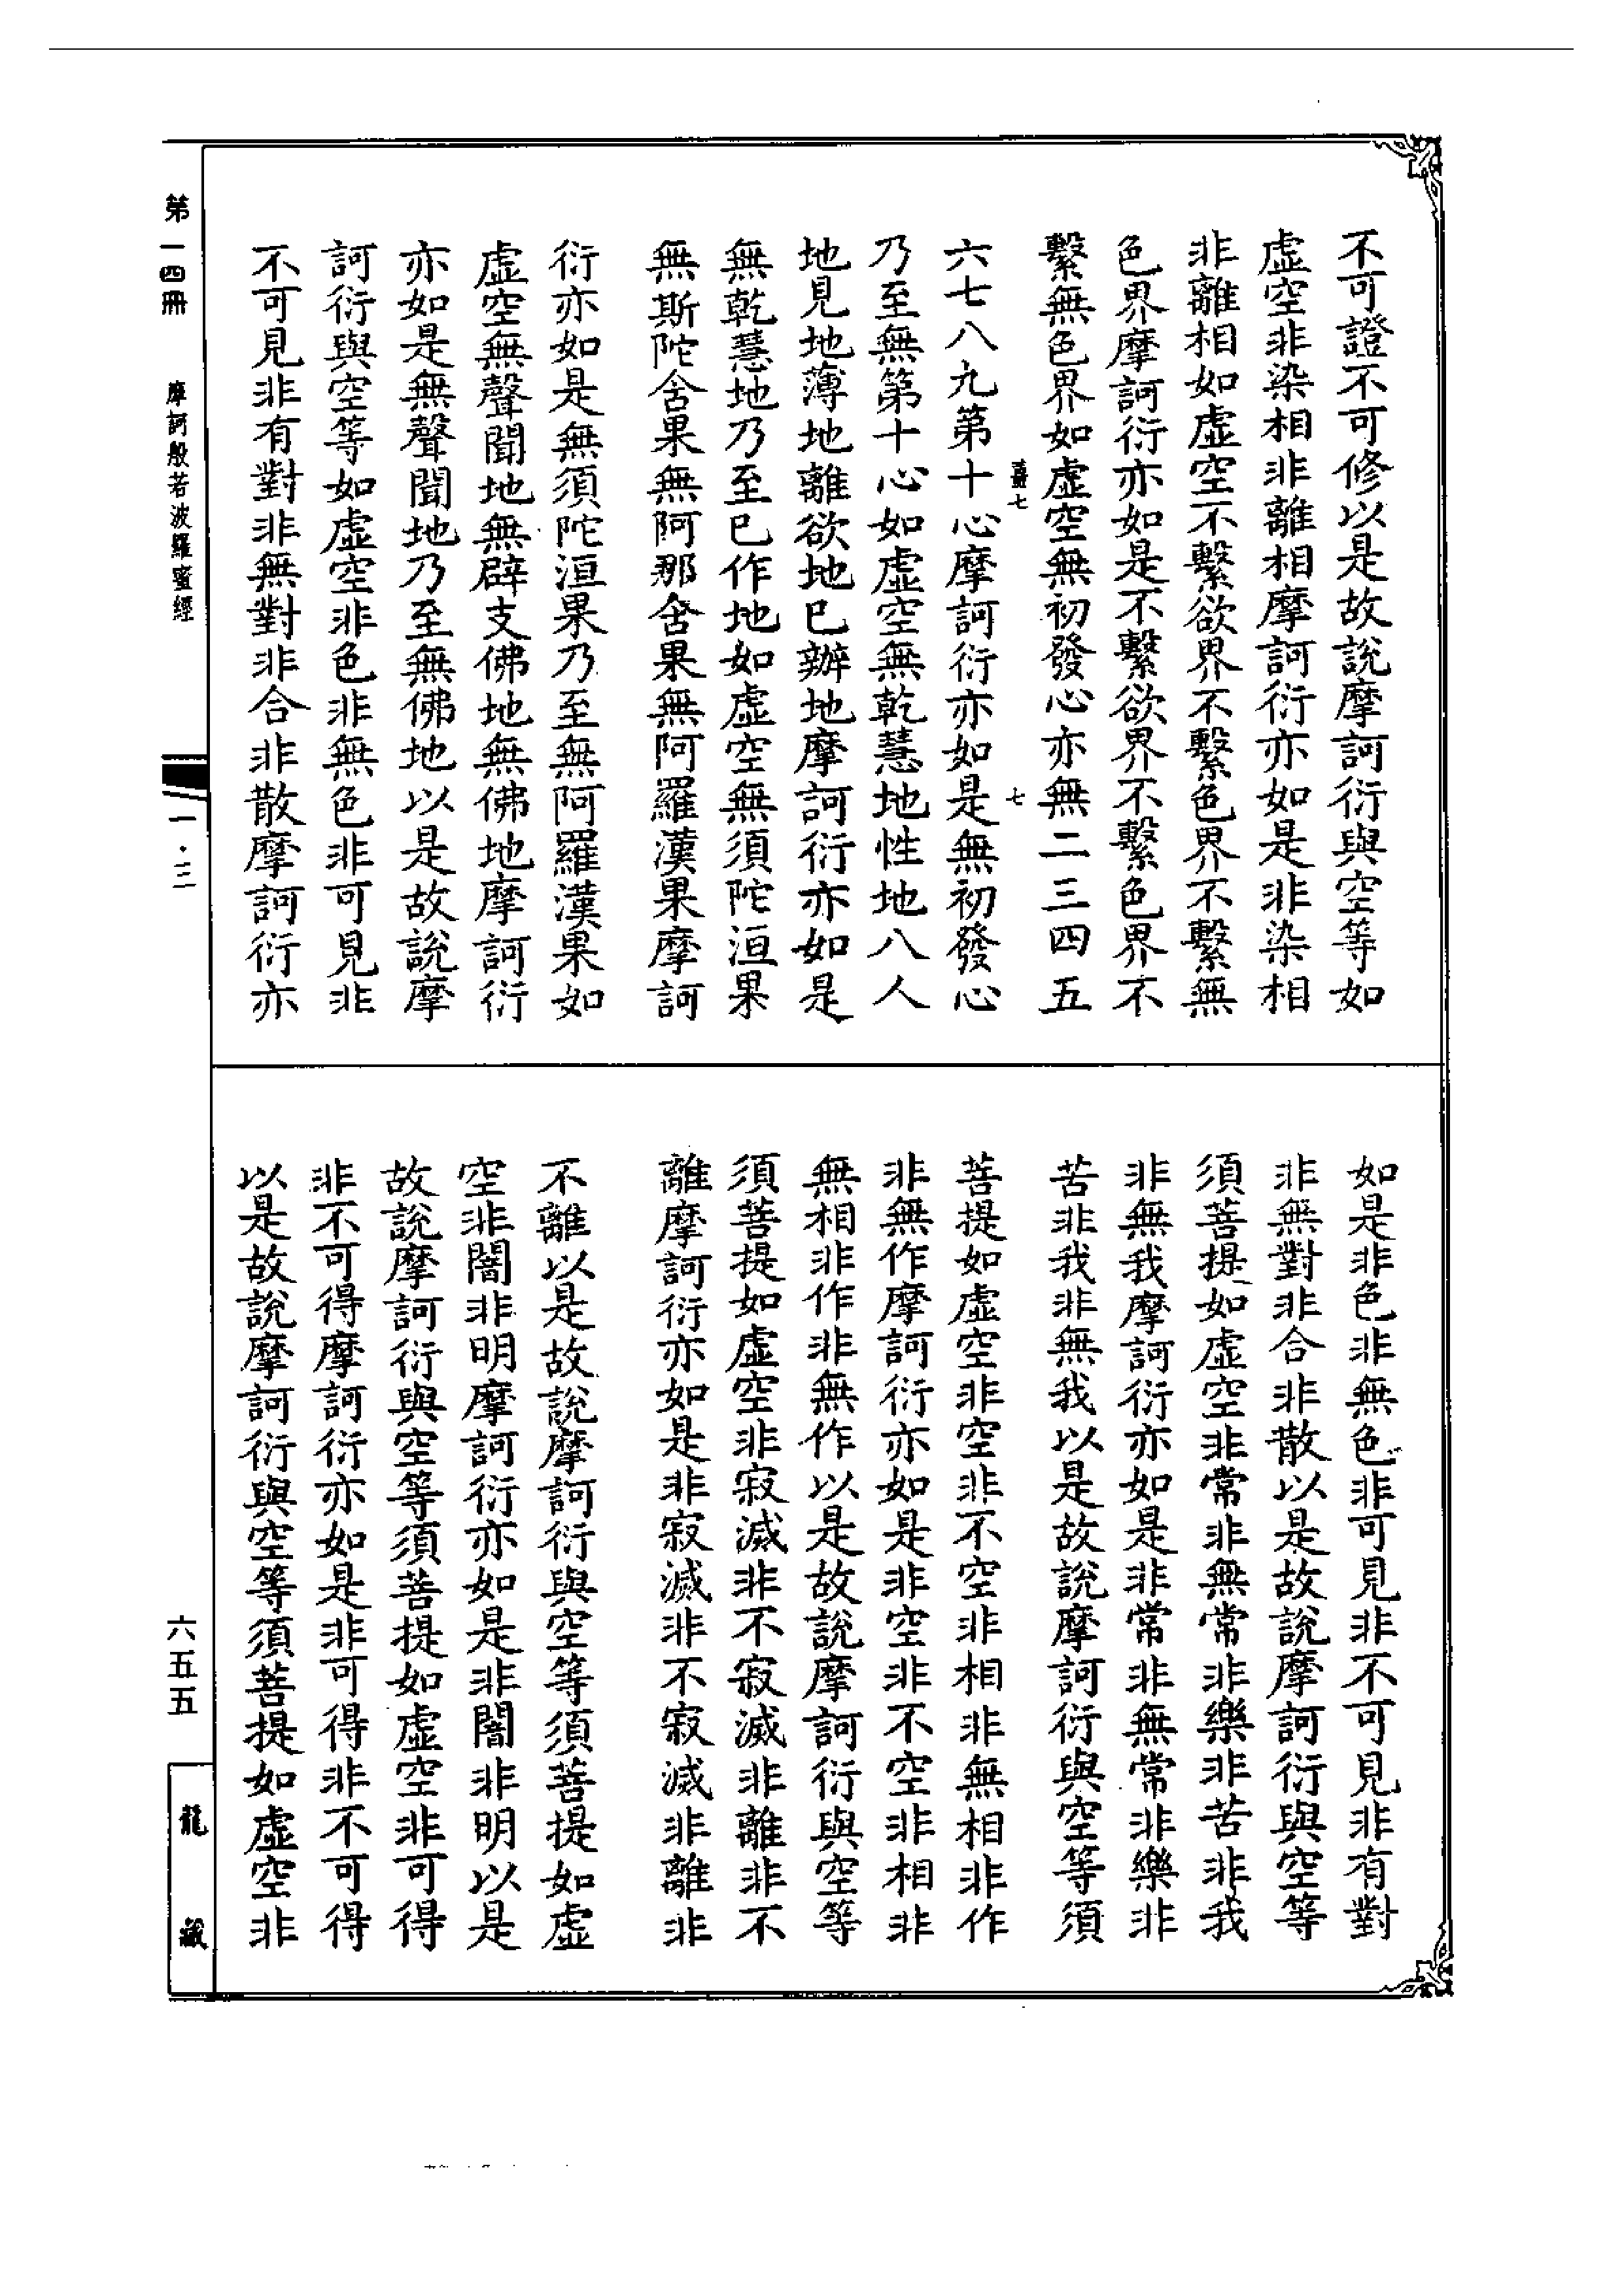 不可證不可修以是故說摩訶衍與空等如
虛空非染相非離相摩訶衍亦如是非染相
非離相如虛空不繫欲界不繫色界不繫無
色界摩訶衍亦如是不繫欲界不繫色界不
繫無色界如虛空無初發心亦無二三四五
七
七
六七八九第十心摩訶衍亦如是無初發心
乃至無第十心如虛空無乾慧地性地八人
地見地薄地離欲地已辦地摩訶衍亦如是
無乾慧地乃至已作地如虛空無須陀洹果
無斯陀含果無阿那含果無阿羅漢果摩訶
衍亦如是無須陀洹果乃至無阿羅漢果如
虛空無聲聞地無辟支佛地無佛地摩訶衍
亦如是無聲聞地乃至無佛地以是故說摩
訶衍與空等如虛空非色非無色非可見非
不可見非有對非無對非合非散摩訶衍亦
如是非色非無色非可見非不可見非有對
非無對非合非散以是故說摩訶衍與空等
須菩提如虛空非常非無常非樂非苦非我
非無我摩訶衍亦如是非常非無常非樂非
苦非我非無我以是故說摩訶衍與空等須
菩提如虛空非空非不空非相非無相非作
非無作摩訶衍亦如是非空非不空非相非
無相非作非無作以是故說摩訶衍與空等
須菩提如虛空非寂滅非不寂滅非離非不
離摩訶衍亦如是非寂滅非不寂滅非離非
不離以是故說摩訶衍與空等須菩提如虛
空非闇非明摩訶衍亦如是非闇非明以是
故說摩訶衍與空等須菩提如虛空非可得
非不可得摩訶衍亦如是非可得非不可得
以是故說摩訶衍與空等須菩提如虛空非
第一四冊
摩訶般若波羅蜜經
一·三
六五五
龍藏